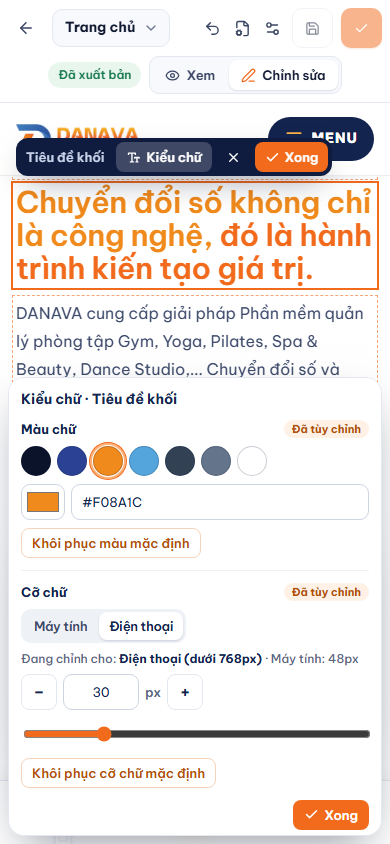 Trang chủ
Đã xuất bản
Xem
Chỉnh sửa
DANAVA
MENU
Tiêu đề khối
Kiểu chữ
Xong
Chuyển đổi số không chỉ
là công nghệ, đó là hành
trình kiến tạo giá trị.
DANAVA cung cấp giải pháp Phần mềm quản
lý phòng tập Gym, Yoga, Pilates, Spa &
Beauty, Dance Studio,... Chuyển đổi số và
Kiểu chữ · Tiêu đề khối
Màu chữ
Đã tùy chỉnh
#F08A1C
Khôi phục màu mặc định
Cỡ chữ
Đã tùy chỉnh
Máy tính
Điện thoại
Đang chỉnh cho: Điện thoại (dưới 768px) · Máy tính: 48px
− 30 px +
Khôi phục cỡ chữ mặc định
Xong